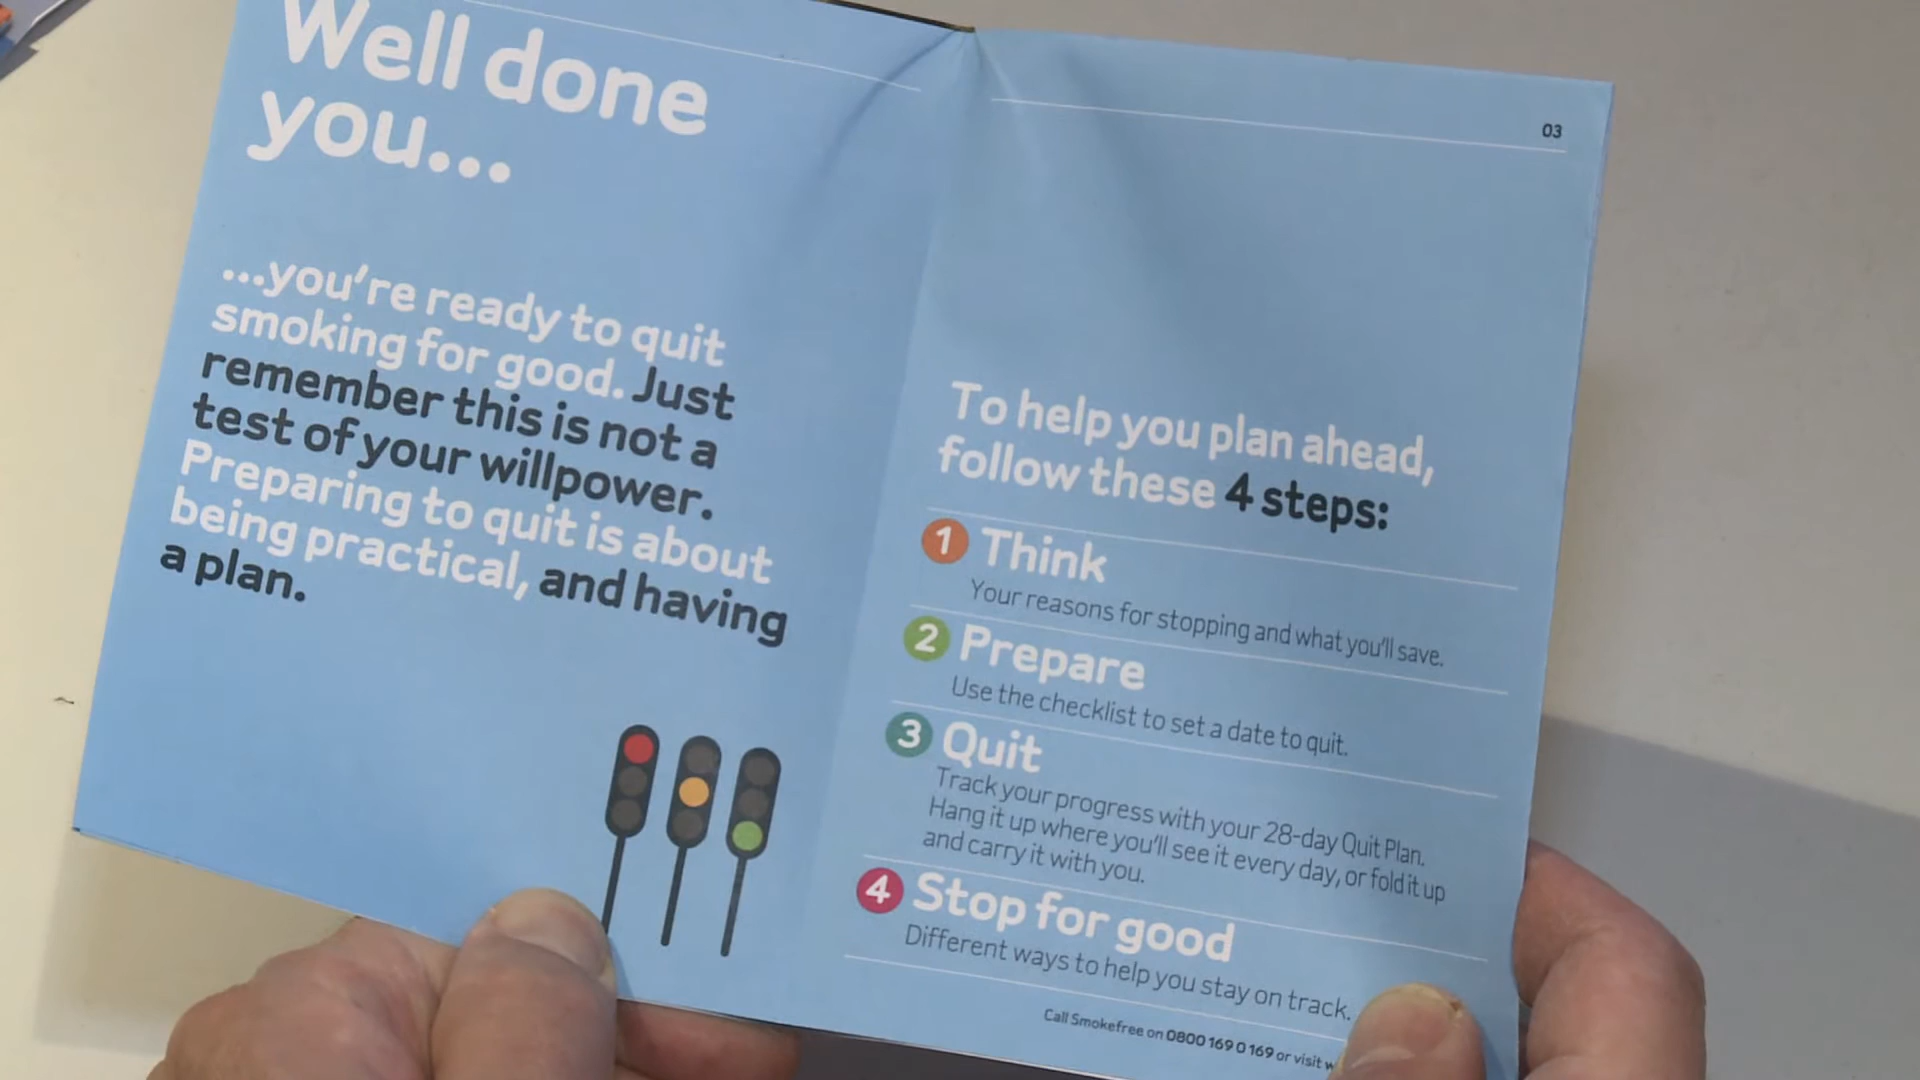 Well done
you...
...you're ready to quit
smoking for good. Just
remember this is not a
test of your willpower.
Preparing to quit is about
being practical, and having
a plan.
03
To help you plan ahead,
follow these 4 steps:
1 Think
Your reasons for stopping and what you'll save.
2 Prepare
Use the checklist to set a date to quit.
3 Quit
Track your progress with your 28-day Quit Plan.
Hang it up where you'll see it every day, or fold it up
and carry it with you.
4 Stop for good
Different ways to help you stay on track.
Call Smokefree on 0800 169 0 169 or visit